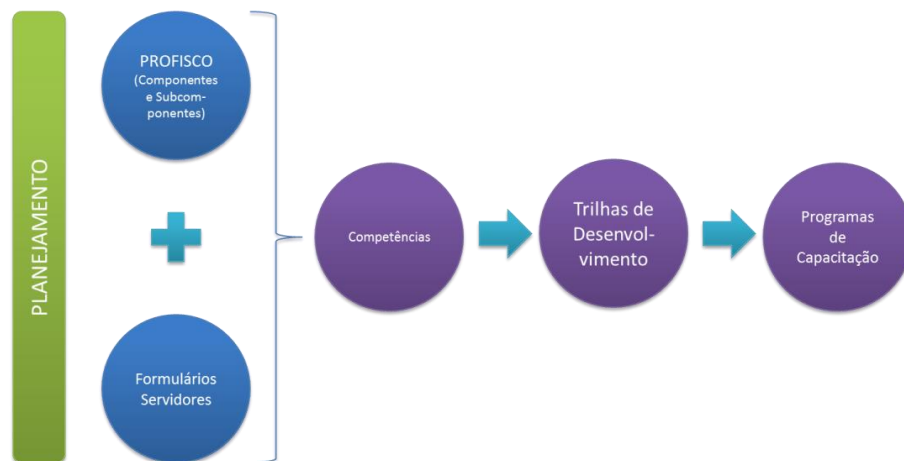 PLANEJAMENTO
PROFISCO
(Componentes
e Subcom-
ponentes)
Formulários
Servidores
Competências
Trilhas de
Desenvol-
vimento
Programas
de
Capacitação